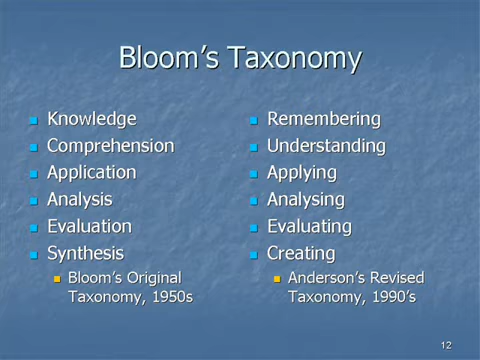 Bloom's Taxonomy
Knowledge
Comprehension
Application
Analysis
Evaluation
Synthesis
Bloom's Original
Taxonomy, 1950s
Remembering
Understanding
Applying
Analysing
Evaluating
Creating
Anderson's Revised
Taxonomy, 1990's
12